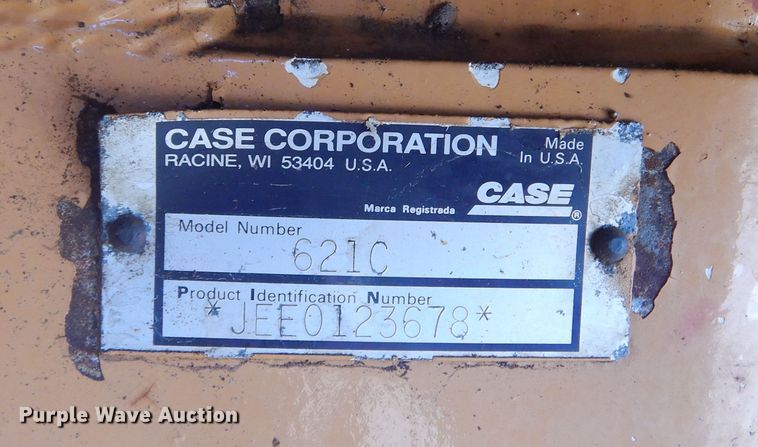 CASE CORPORATION
RACINE, WI 53404 U.S.A.
Made
In U.S.A.
CASE
®
Marca Registrada
Model Number
621C
Product Identification Number
*JEE0123678*
Purple Wave Auction